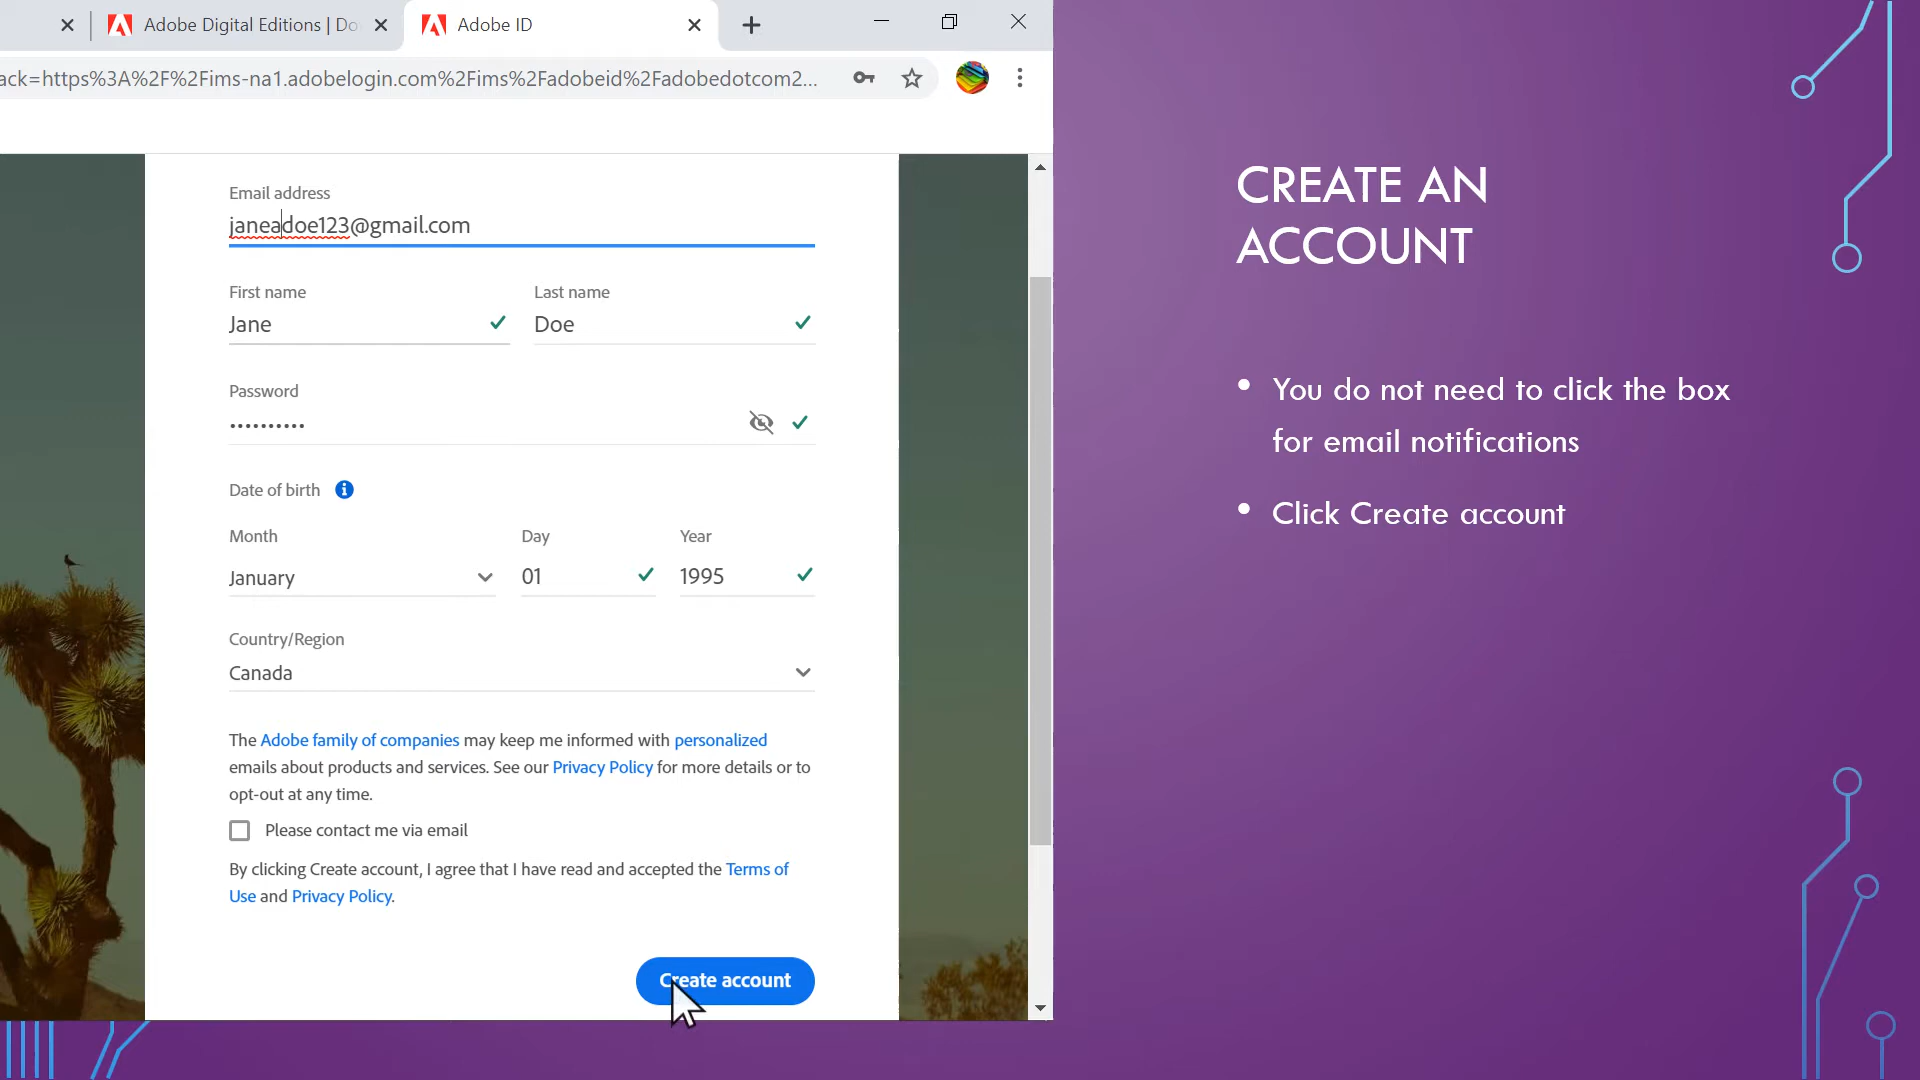 Adobe Digital Editions | Do
Adobe ID
ack=https%3A%2F%2Fims-na1.adobelogin.com%2Fims%2Fadobeid%2Fadobedotcom2...
Email address
janeadoe123@gmail.com
First name
Last name
Jane
Doe
Password
••••••••••
Date of birth
Month
Day
Year
January
01
1995
Country/Region
Canada
The Adobe family of companies may keep me informed with personalized
emails about products and services. See our Privacy Policy for more details or to
opt-out at any time.
Please contact me via email
By clicking Create account, I agree that I have read and accepted the Terms of
Use and Privacy Policy.
Create account
CREATE AN
ACCOUNT
• You do not need to click the box
for email notifications
• Click Create account